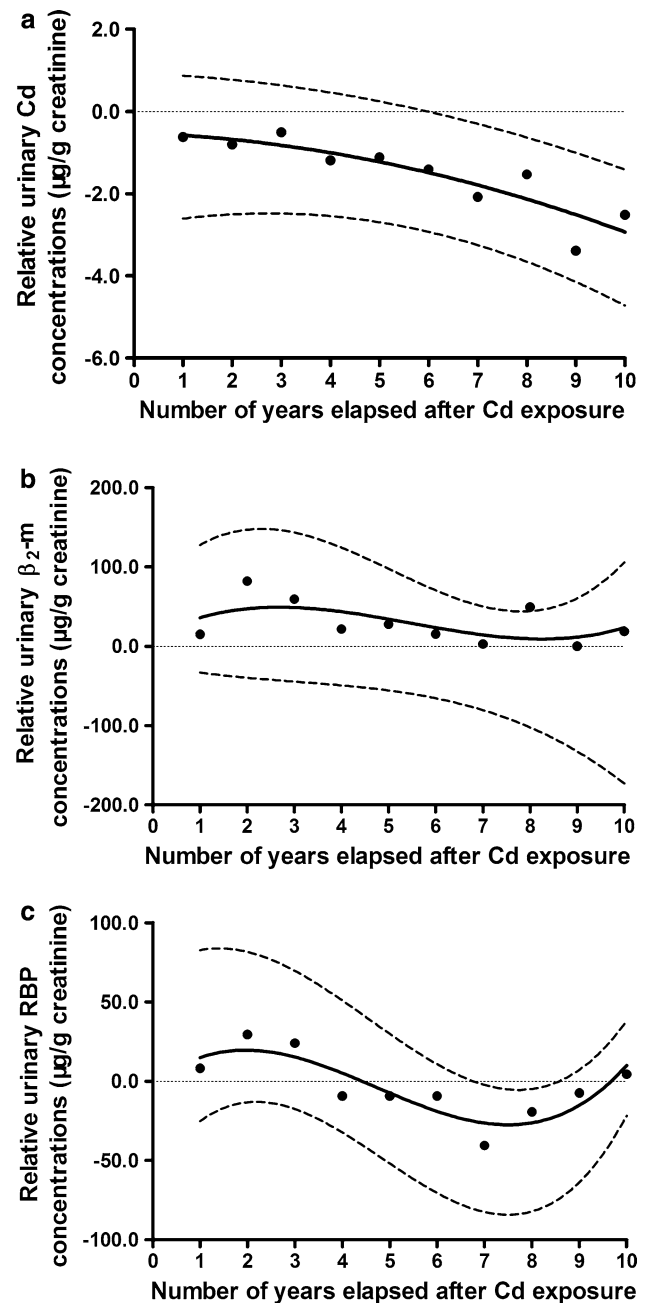 a
Relative urinary Cd
concentrations (µg/g creatinine)
2.0
0.0
-2.0
-4.0
-6.0
0 1 2 3 4 5 6 7 8 9 10
Number of years elapsed after Cd exposure
b
Relative urinary β2-m
concentrations (µg/g creatinine)
200.0
100.0
0.0
-100.0
-200.0
0 1 2 3 4 5 6 7 8 9 10
Number of years elapsed after Cd exposure
c
Relative urinary RBP
concentrations (µg/g creatinine)
100.0
50.0
0.0
-50.0
-100.0
0 1 2 3 4 5 6 7 8 9 10
Number of years elapsed after Cd exposure